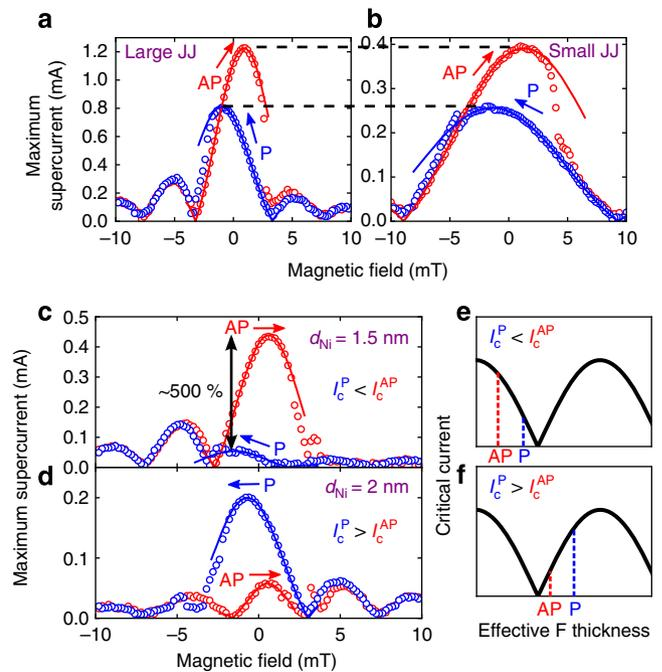 a
b
Large JJ
Small JJ
AP
P
AP
P
Maximum
supercurrent (mA)
1.2
1.0
0.8
0.6
0.4
0.2
0.0
0.4
0.3
0.2
0.1
0
−10 −5 0 5 10
−10 −5 0 5 10
Magnetic field (mT)
c
AP
d_Ni = 1.5 nm
~500 %
I_c^P < I_c^AP
P
0.5
0.4
0.3
0.2
0.1
0.0
d
P
d_Ni = 2 nm
I_c^P > I_c^AP
AP
0.2
0.1
0.0
−10 −5 0 5 10
Maximum supercurrent (mA)
Magnetic field (mT)
e
I_c^P < I_c^AP
AP P
f
I_c^P > I_c^AP
AP P
Critical current
Effective F thickness